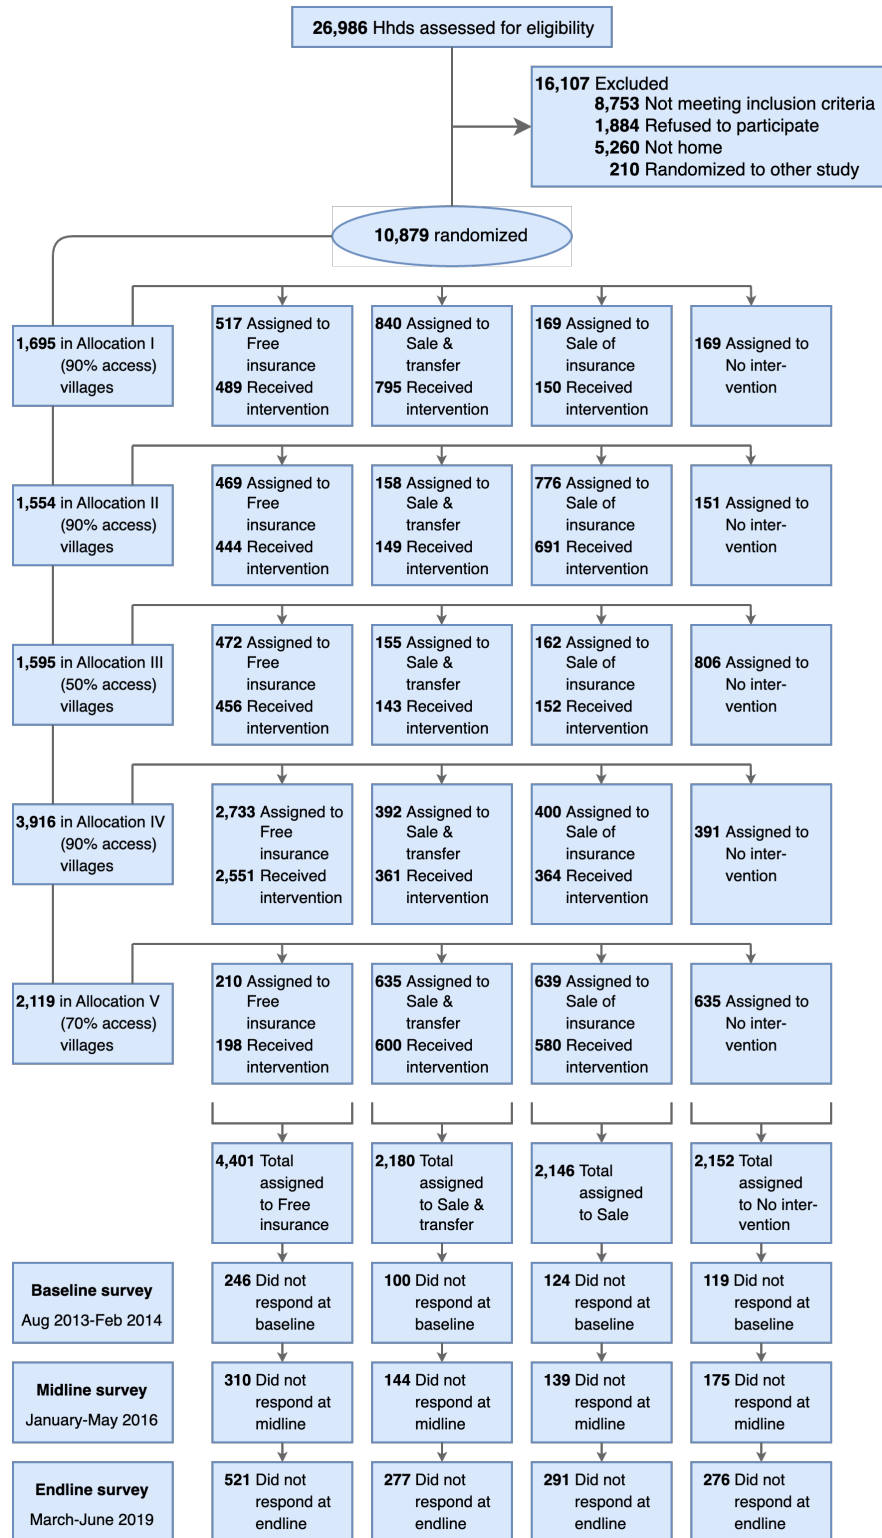 26,986 Hhds assessed for eligibility
16,107 Excluded
8,753 Not meeting inclusion criteria
1,884 Refused to participate
5,260 Not home
210 Randomized to other study
10,879 randomized
1,695 in Allocation I
(90% access)
villages
517 Assigned to
Free
insurance
489 Received
intervention
840 Assigned to
Sale &
transfer
795 Received
intervention
169 Assigned to
Sale of
insurance
150 Received
intervention
169 Assigned to
No inter-
vention
1,554 in Allocation II
(90% access)
villages
469 Assigned to
Free
insurance
444 Received
intervention
158 Assigned to
Sale &
transfer
149 Received
intervention
776 Assigned to
Sale of
insurance
691 Received
intervention
151 Assigned to
No inter-
vention
1,595 in Allocation III
(50% access)
villages
472 Assigned to
Free
insurance
456 Received
intervention
155 Assigned to
Sale &
transfer
143 Received
intervention
162 Assigned to
Sale of
insurance
152 Received
intervention
806 Assigned to
No inter-
vention
3,916 in Allocation IV
(90% access)
villages
2,733 Assigned to
Free
insurance
2,551 Received
intervention
392 Assigned to
Sale &
transfer
361 Received
intervention
400 Assigned to
Sale of
insurance
364 Received
intervention
391 Assigned to
No inter-
vention
2,119 in Allocation V
(70% access)
villages
210 Assigned to
Free
insurance
198 Received
intervention
635 Assigned to
Sale &
transfer
600 Received
intervention
639 Assigned to
Sale of
insurance
580 Received
intervention
635 Assigned to
No inter-
vention
4,401 Total
assigned
to Free
insurance
2,180 Total
assigned
to Sale &
transfer
2,146 Total
assigned
to Sale
2,152 Total
assigned
to No inter-
vention
Baseline survey
Aug 2013-Feb 2014
246 Did not
respond at
baseline
100 Did not
respond at
baseline
124 Did not
respond at
baseline
119 Did not
respond at
baseline
Midline survey
January-May 2016
310 Did not
respond at
midline
144 Did not
respond at
midline
139 Did not
respond at
midline
175 Did not
respond at
midline
Endline survey
March-June 2019
521 Did not
respond at
endline
277 Did not
respond at
endline
291 Did not
respond at
endline
276 Did not
respond at
endline